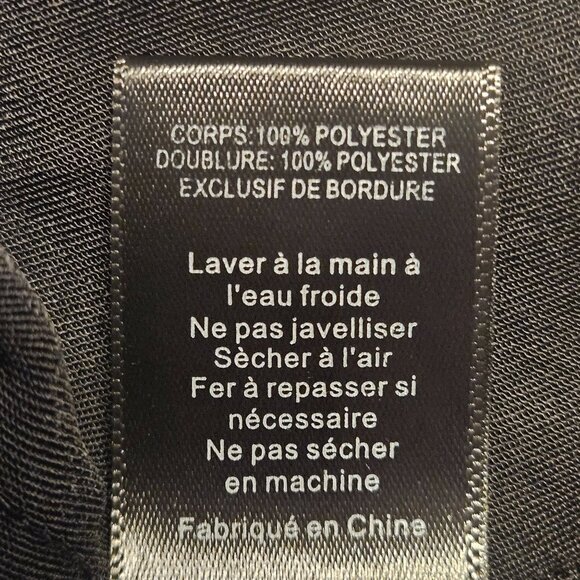 CORPS: 100% POLYESTER
DOUBLURE: 100% POLYESTER
EXCLUSIF DE BORDURE
Laver à la main à
l'eau froide
Ne pas javelliser
Sècher à l'air
Fer à repasser si
nécessaire
Ne pas sécher
en machine
Fabriqué en Chine